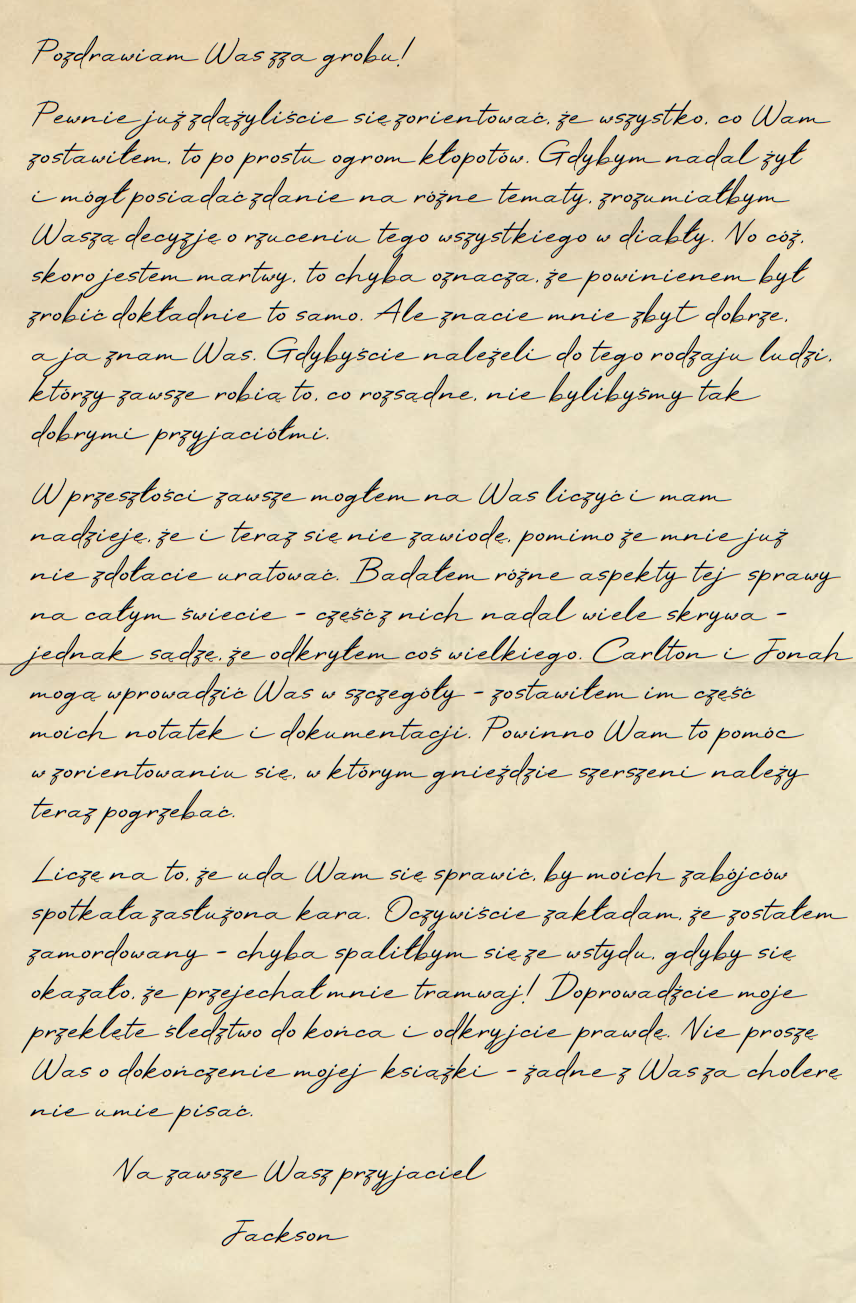 Pozdrawiam Was zza grobu!
Pewnie już zdążyliście się zorientować, że wszystko, co Wam
zostawiłem, to po prostu ogrom kłopotów. Gdybym nadal żył
i mógł posiadać zdanie na różne tematy, zrozumiałbym
Waszą decyzję o rzuceniu tego wszystkiego w diabły. No cóż,
skoro jestem martwy, to chyba oznacza, że powinienem był
zrobić dokładnie to samo. Ale znacie mnie zbyt dobrze,
a ja znam Was. Gdybyście należeli do tego rodzaju ludzi,
którzy zawsze robią to, co rozsądne, nie bylibyśmy tak
dobrymi przyjaciółmi.
W przeszłości zawsze mogłem na Was liczyć i mam
nadzieję, że i teraz się nie zawiodę, pomimo że mnie już
nie zdołacie uratować. Badałem różne aspekty tej sprawy
na całym świecie – część z nich nadal wiele skrywa –
jednak sądzę, że odkryłem coś wielkiego. Carlton i Jonah
mogą wprowadzić Was w szczegóły – zostawiłem im część
moich notatek i dokumentacji. Powinno Wam to pomóc
w zorientowaniu się, w którym gnieździe szerszeni należy
teraz pogrzebać.
Liczę na to, że uda Wam się sprawić, by moich zabójców
spotkała zasłużona kara. Oczywiście zakładam, że zostałem
zamordowany – chyba spaliłbym się ze wstydu, gdyby się
okazało, że przejechał mnie tramwaj! Doprowadźcie moje
przeklęte śledztwo do końca i odkryjcie prawdę. Nie proszę
Was o dokończenie mojej książki – żadne z Was za cholerę
nie umie pisać.
Na zawsze Wasz przyjaciel
Jackson